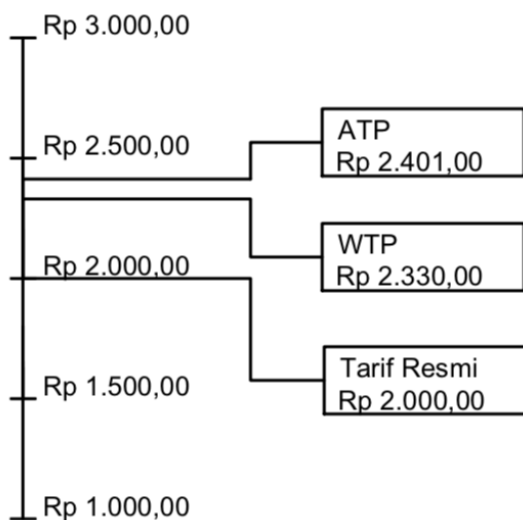 Rp 3.000,00
ATP
Rp 2.500,00
Rp 2.401,00
WTP
Rp 2.000,00
Rp 2.330,00
Tarif Resmi
Rp 1.500,00
Rp 2.000,00
Rp 1.000,00